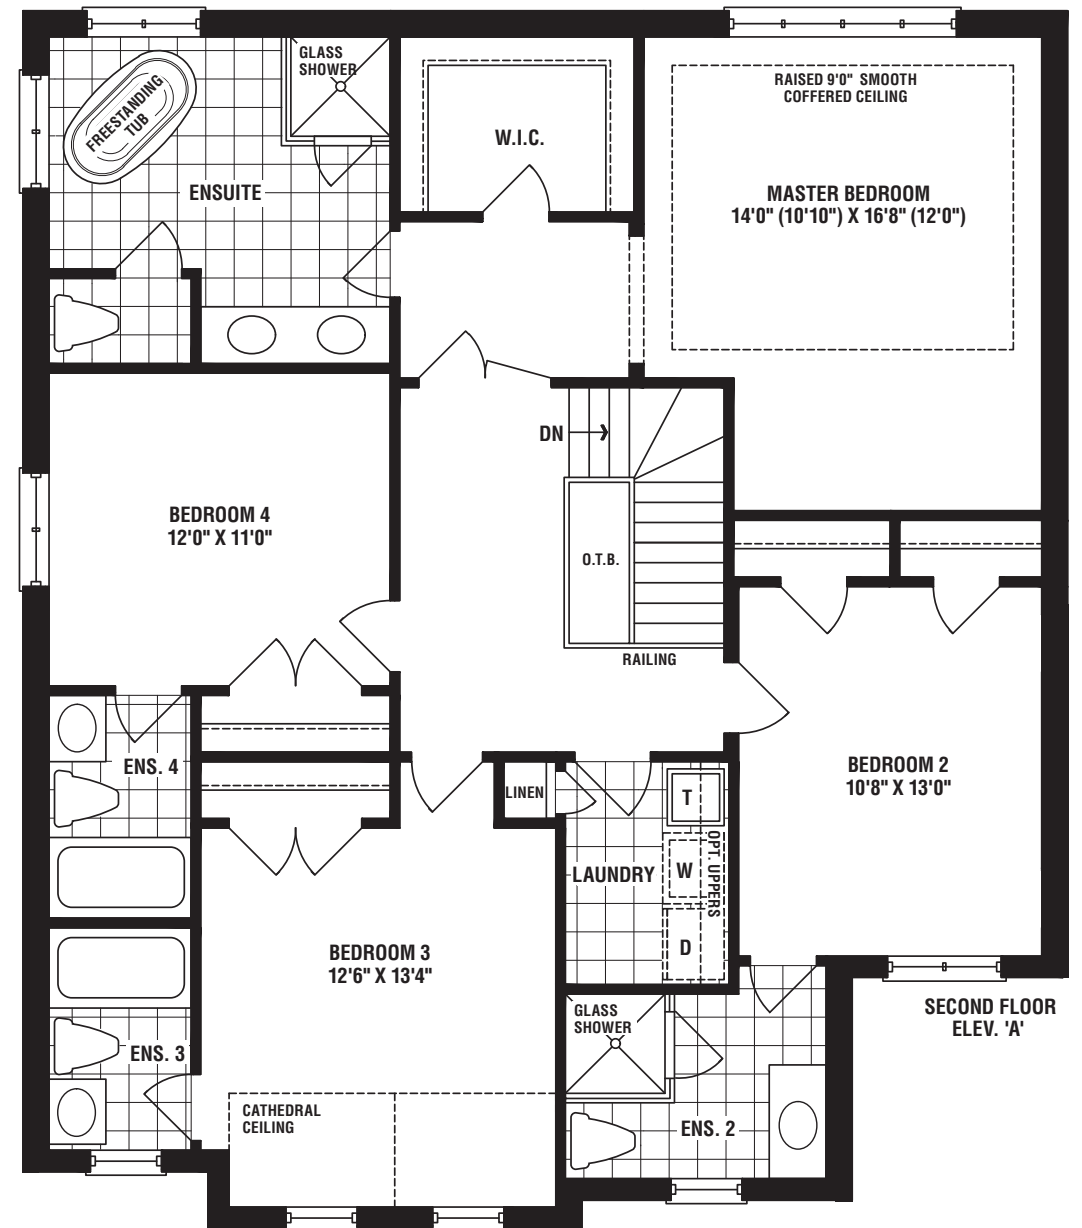 GLASS
SHOWER
FREESTANDING
TUB
ENSUITE
W.I.C.
RAISED 9'0" SMOOTH
COFFERED CEILING
MASTER BEDROOM
14'0" (10'10") X 16'8" (12'0")
DN
BEDROOM 4
12'0" X 11'0"
O.T.B.
RAILING
ENS. 4
LINEN
T
BEDROOM 2
10'8" X 13'0"
LAUNDRY
W
OPT. UPPERS
D
BEDROOM 3
12'6" X 13'4"
SECOND FLOOR
ELEV. 'A'
GLASS
SHOWER
ENS. 3
CATHEDRAL
CEILING
ENS. 2